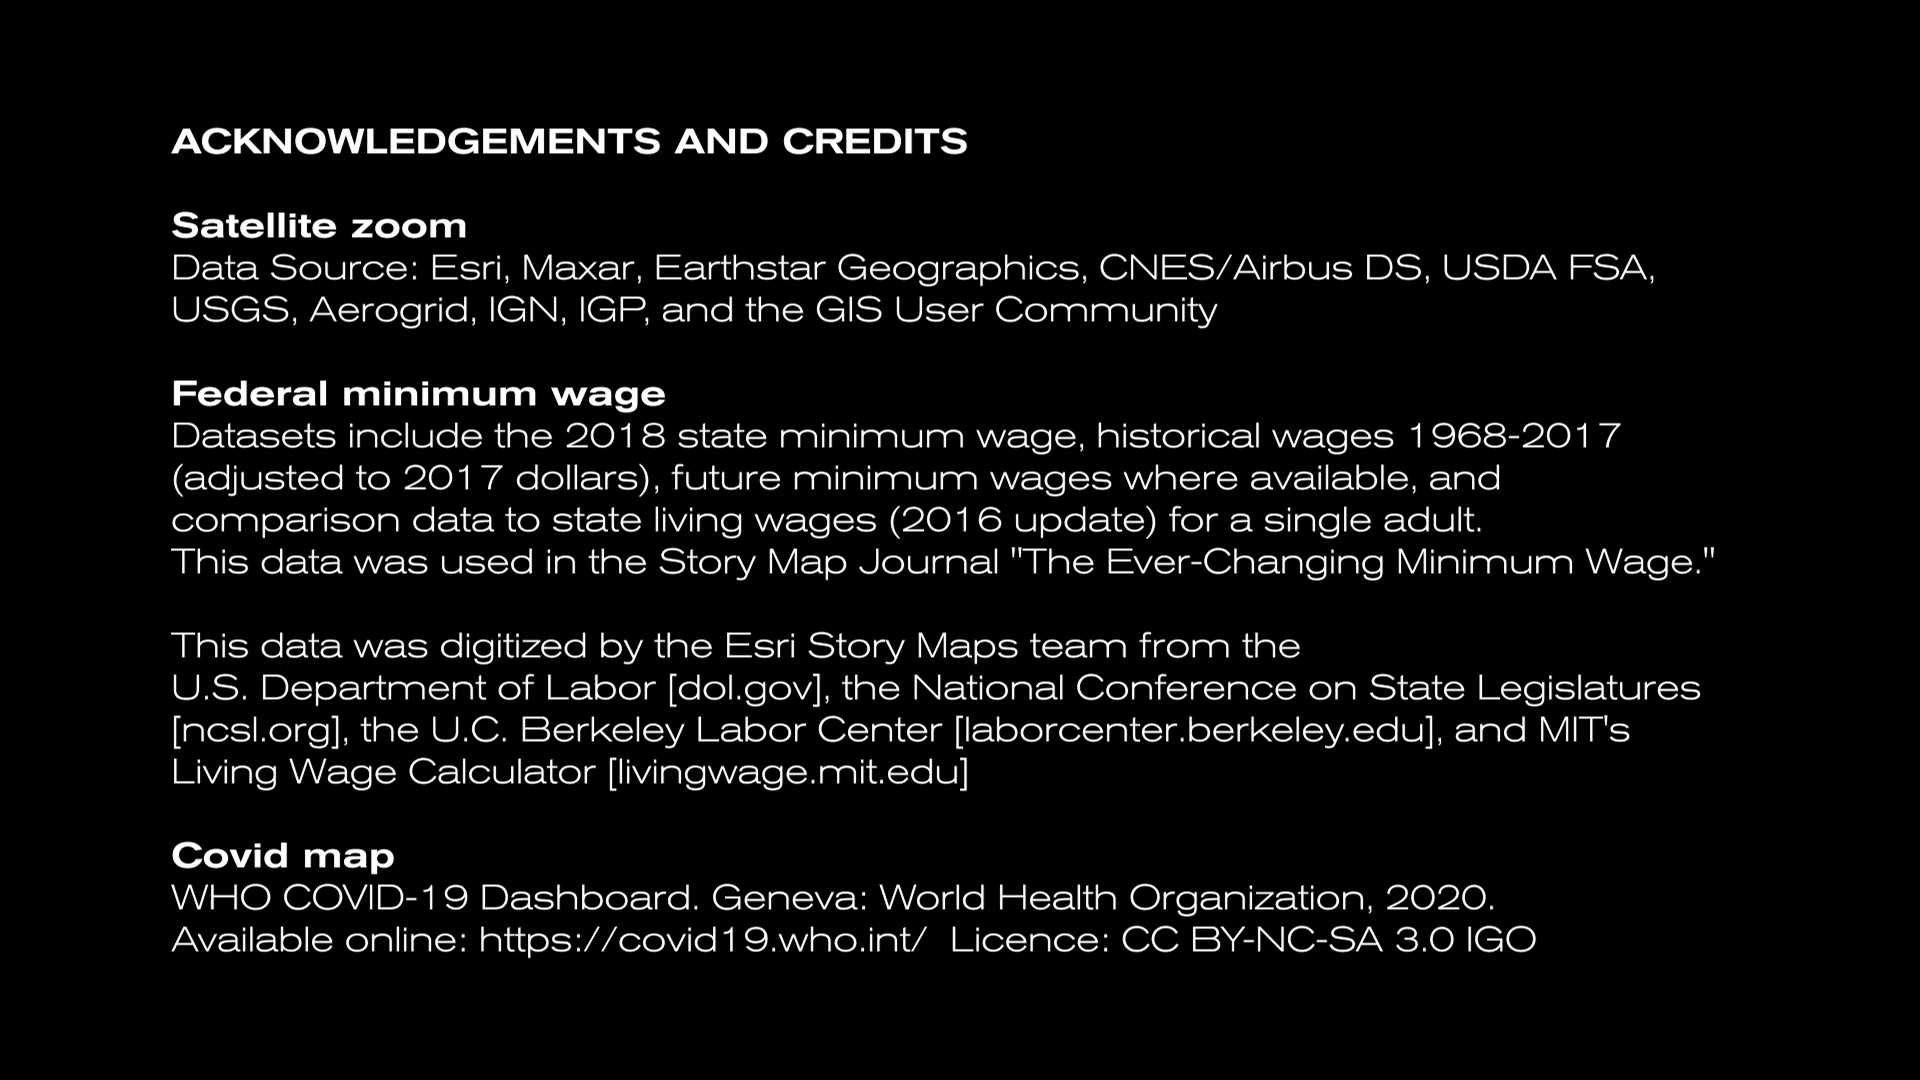 ACKNOWLEDGEMENTS AND CREDITS
Satellite zoom
Data Source: Esri, Maxar, Earthstar Geographics, CNES/Airbus DS, USDA FSA,
USGS, Aerogrid, IGN, IGP, and the GIS User Community
Federal minimum wage
Datasets include the 2018 state minimum wage, historical wages 1968-2017
(adjusted to 2017 dollars), future minimum wages where available, and
comparison data to state living wages (2016 update) for a single adult.
This data was used in the Story Map Journal "The Ever-Changing Minimum Wage."
This data was digitized by the Esri Story Maps team from the
U.S. Department of Labor [dol.gov], the National Conference on State Legislatures
[ncsl.org], the U.C. Berkeley Labor Center [laborcenter.berkeley.edu], and MIT's
Living Wage Calculator [livingwage.mit.edu]
Covid map
WHO COVID-19 Dashboard. Geneva: World Health Organization, 2020.
Available online: https://covid19.who.int/  Licence: CC BY-NC-SA 3.0 IGO